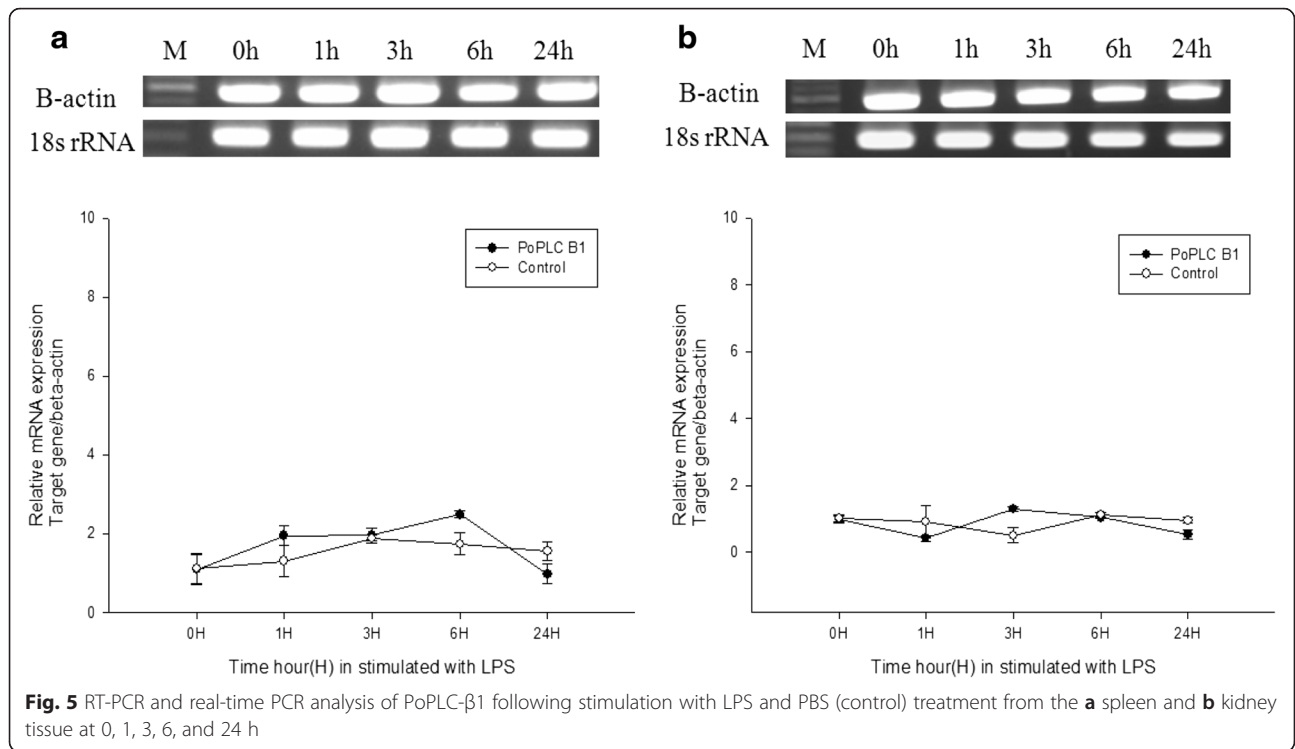 a
M 0h 1h 3h 6h 24h
B-actin
18s rRNA
10
8
6
4
2
0
Relative mRNA expression
Target gene/beta-actin
PoPLC B1
Control
0H 1H 3H 6H 24H
Time hour(H) in stimulated with LPS
b
M 0h 1h 3h 6h 24h
B-actin
18s rRNA
10
8
6
4
2
0
Relative mRNA expression
Target gene/beta-actin
PoPLC B1
Control
0H 1H 3H 6H 24H
Time hour(H) in stimulated with LPS
Fig. 5 RT-PCR and real-time PCR analysis of PoPLC-β1 following stimulation with LPS and PBS (control) treatment from the a spleen and b kidney
tissue at 0, 1, 3, 6, and 24 h